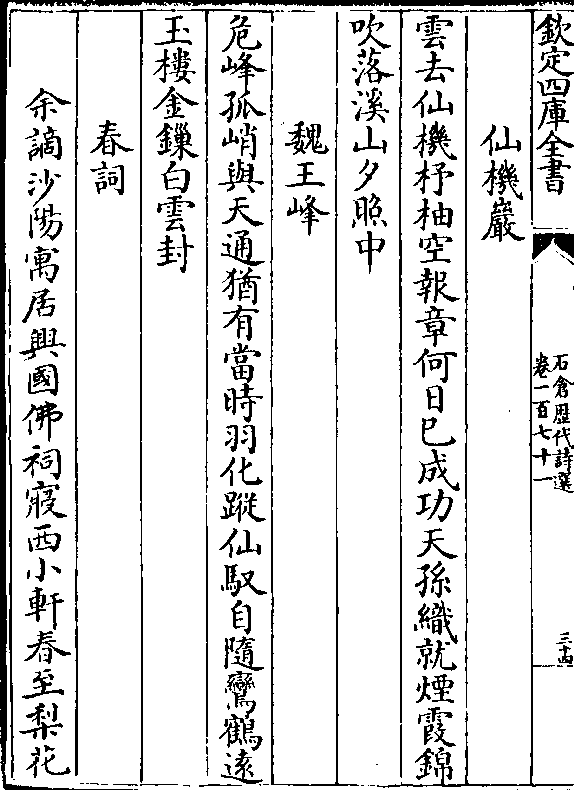 欽定四庫全書
石倉歷代詩選
卷一百七十一
三十四
仙機巖
雲去仙機杼柚空報章何日已成功天孫織就煙霞錦
吹落溪山夕照中
魏王峰
危峰孤峭與天通猶有當時羽化蹤仙馭自隨鸞鶴逺
玉樓金鏁白雲封
春詞
余謫沙陽寓居興國佛祠寢西小軒春至梨花